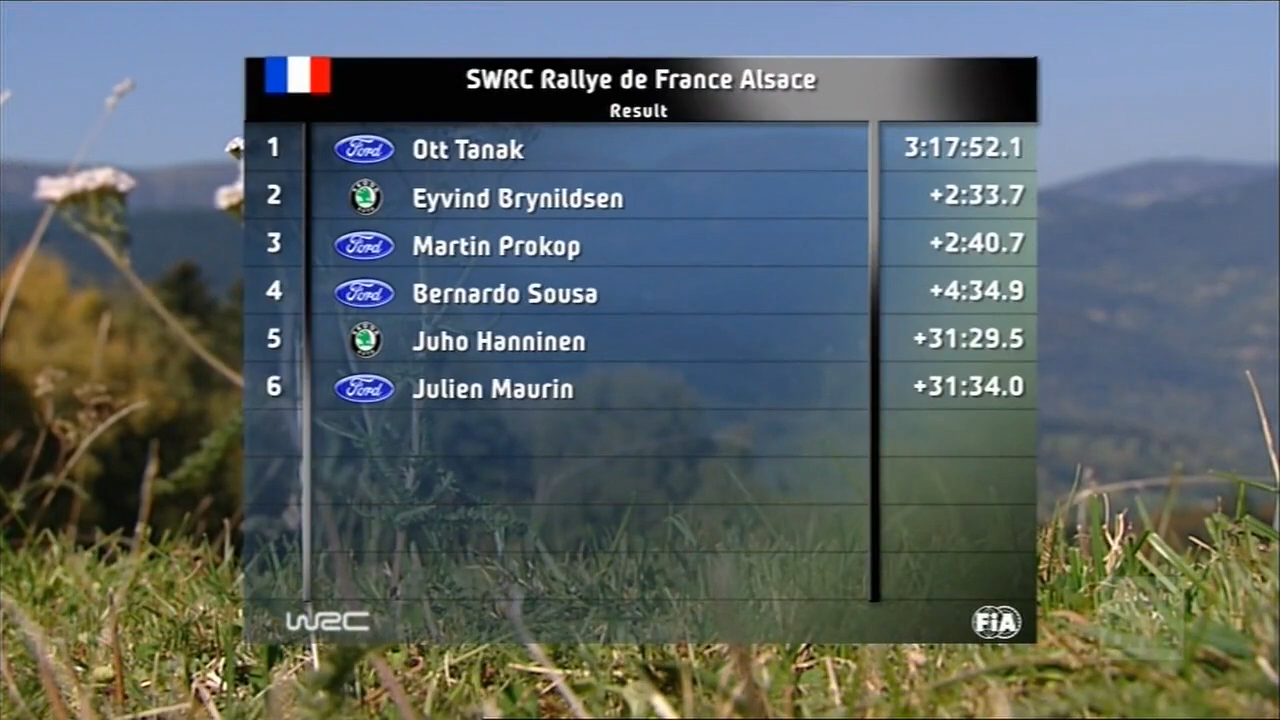 SWRC Rallye de France Alsace
Result
1 Ford Ott Tanak 3:17:52.1
2 Eyvind Brynildsen +2:33.7
3 Ford Martin Prokop +2:40.7
4 Ford Bernardo Sousa +4:34.9
5 Juho Hanninen +31:29.5
6 Ford Julien Maurin +31:34.0
WRC FiA